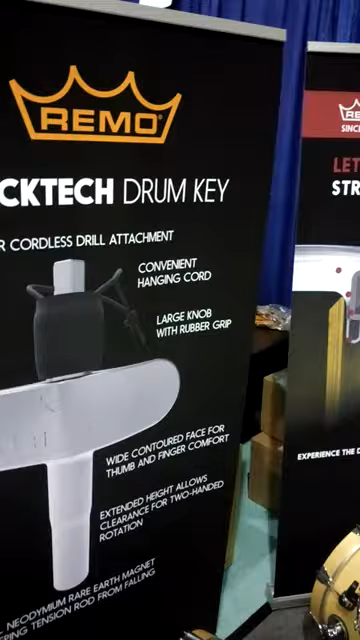 REMO
CKTECH DRUM KEY
R CORDLESS DRILL ATTACHMENT
CONVENIENT
HANGING CORD
LARGE KNOB
WITH RUBBER GRIP
WIDE CONTOURED FACE FOR
THUMB AND FINGER COMFORT
EXTENDED HEIGHT ALLOWS
CLEARANCE FOR TWO-HANDED
ROTATION
NEODYMIUM RARE EARTH MAGNET
PING TENSION ROD FROM FALLING
RE
SINC
LET
STR
EXPERIENCE THE D